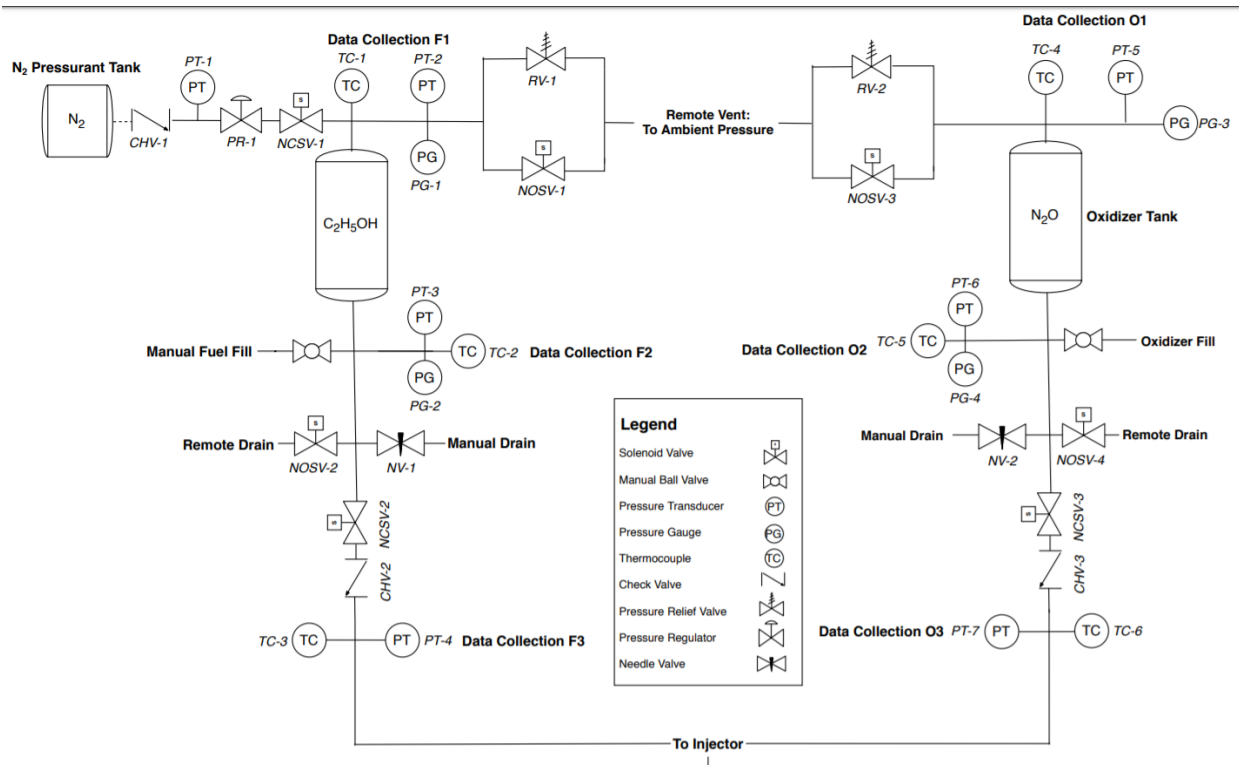 Data Collection O1
Data Collection F1
TC-1
PT-2
TC-4
PT-5
N₂ Pressurant Tank
PT-1
PT
TC
PT
RV-1
RV-2
TC
PT
N₂
S
CHV-1
PR-1
NCSV-1
Remote Vent:
To Ambient Pressure
PG
PG-3
PG
PG-1
S
NOSV-1
S
NOSV-3
C₂H₅OH
N₂O
Oxidizer Tank
PT-3
PT
PT-6
PT
Manual Fuel Fill
TC
TC-2
Data Collection F2
PG
PG-2
Data Collection O2
TC-5
TC
PG
PG-4
Oxidizer Fill
Remote Drain
S
NOSV-2
NV-1
Manual Drain
Manual Drain
NV-2
S
NOSV-4
Remote Drain
Legend
Solenoid Valve
Manual Ball Valve
Pressure Transducer
PT
Pressure Gauge
PG
Thermocouple
TC
Check Valve
Pressure Relief Valve
Pressure Regulator
Needle Valve
S
NCSV-2
CHV-2
S
NCSV-3
CHV-3
TC-3
TC
PT
PT-4
Data Collection F3
Data Collection O3
PT-7
PT
TC
TC-6
To Injector